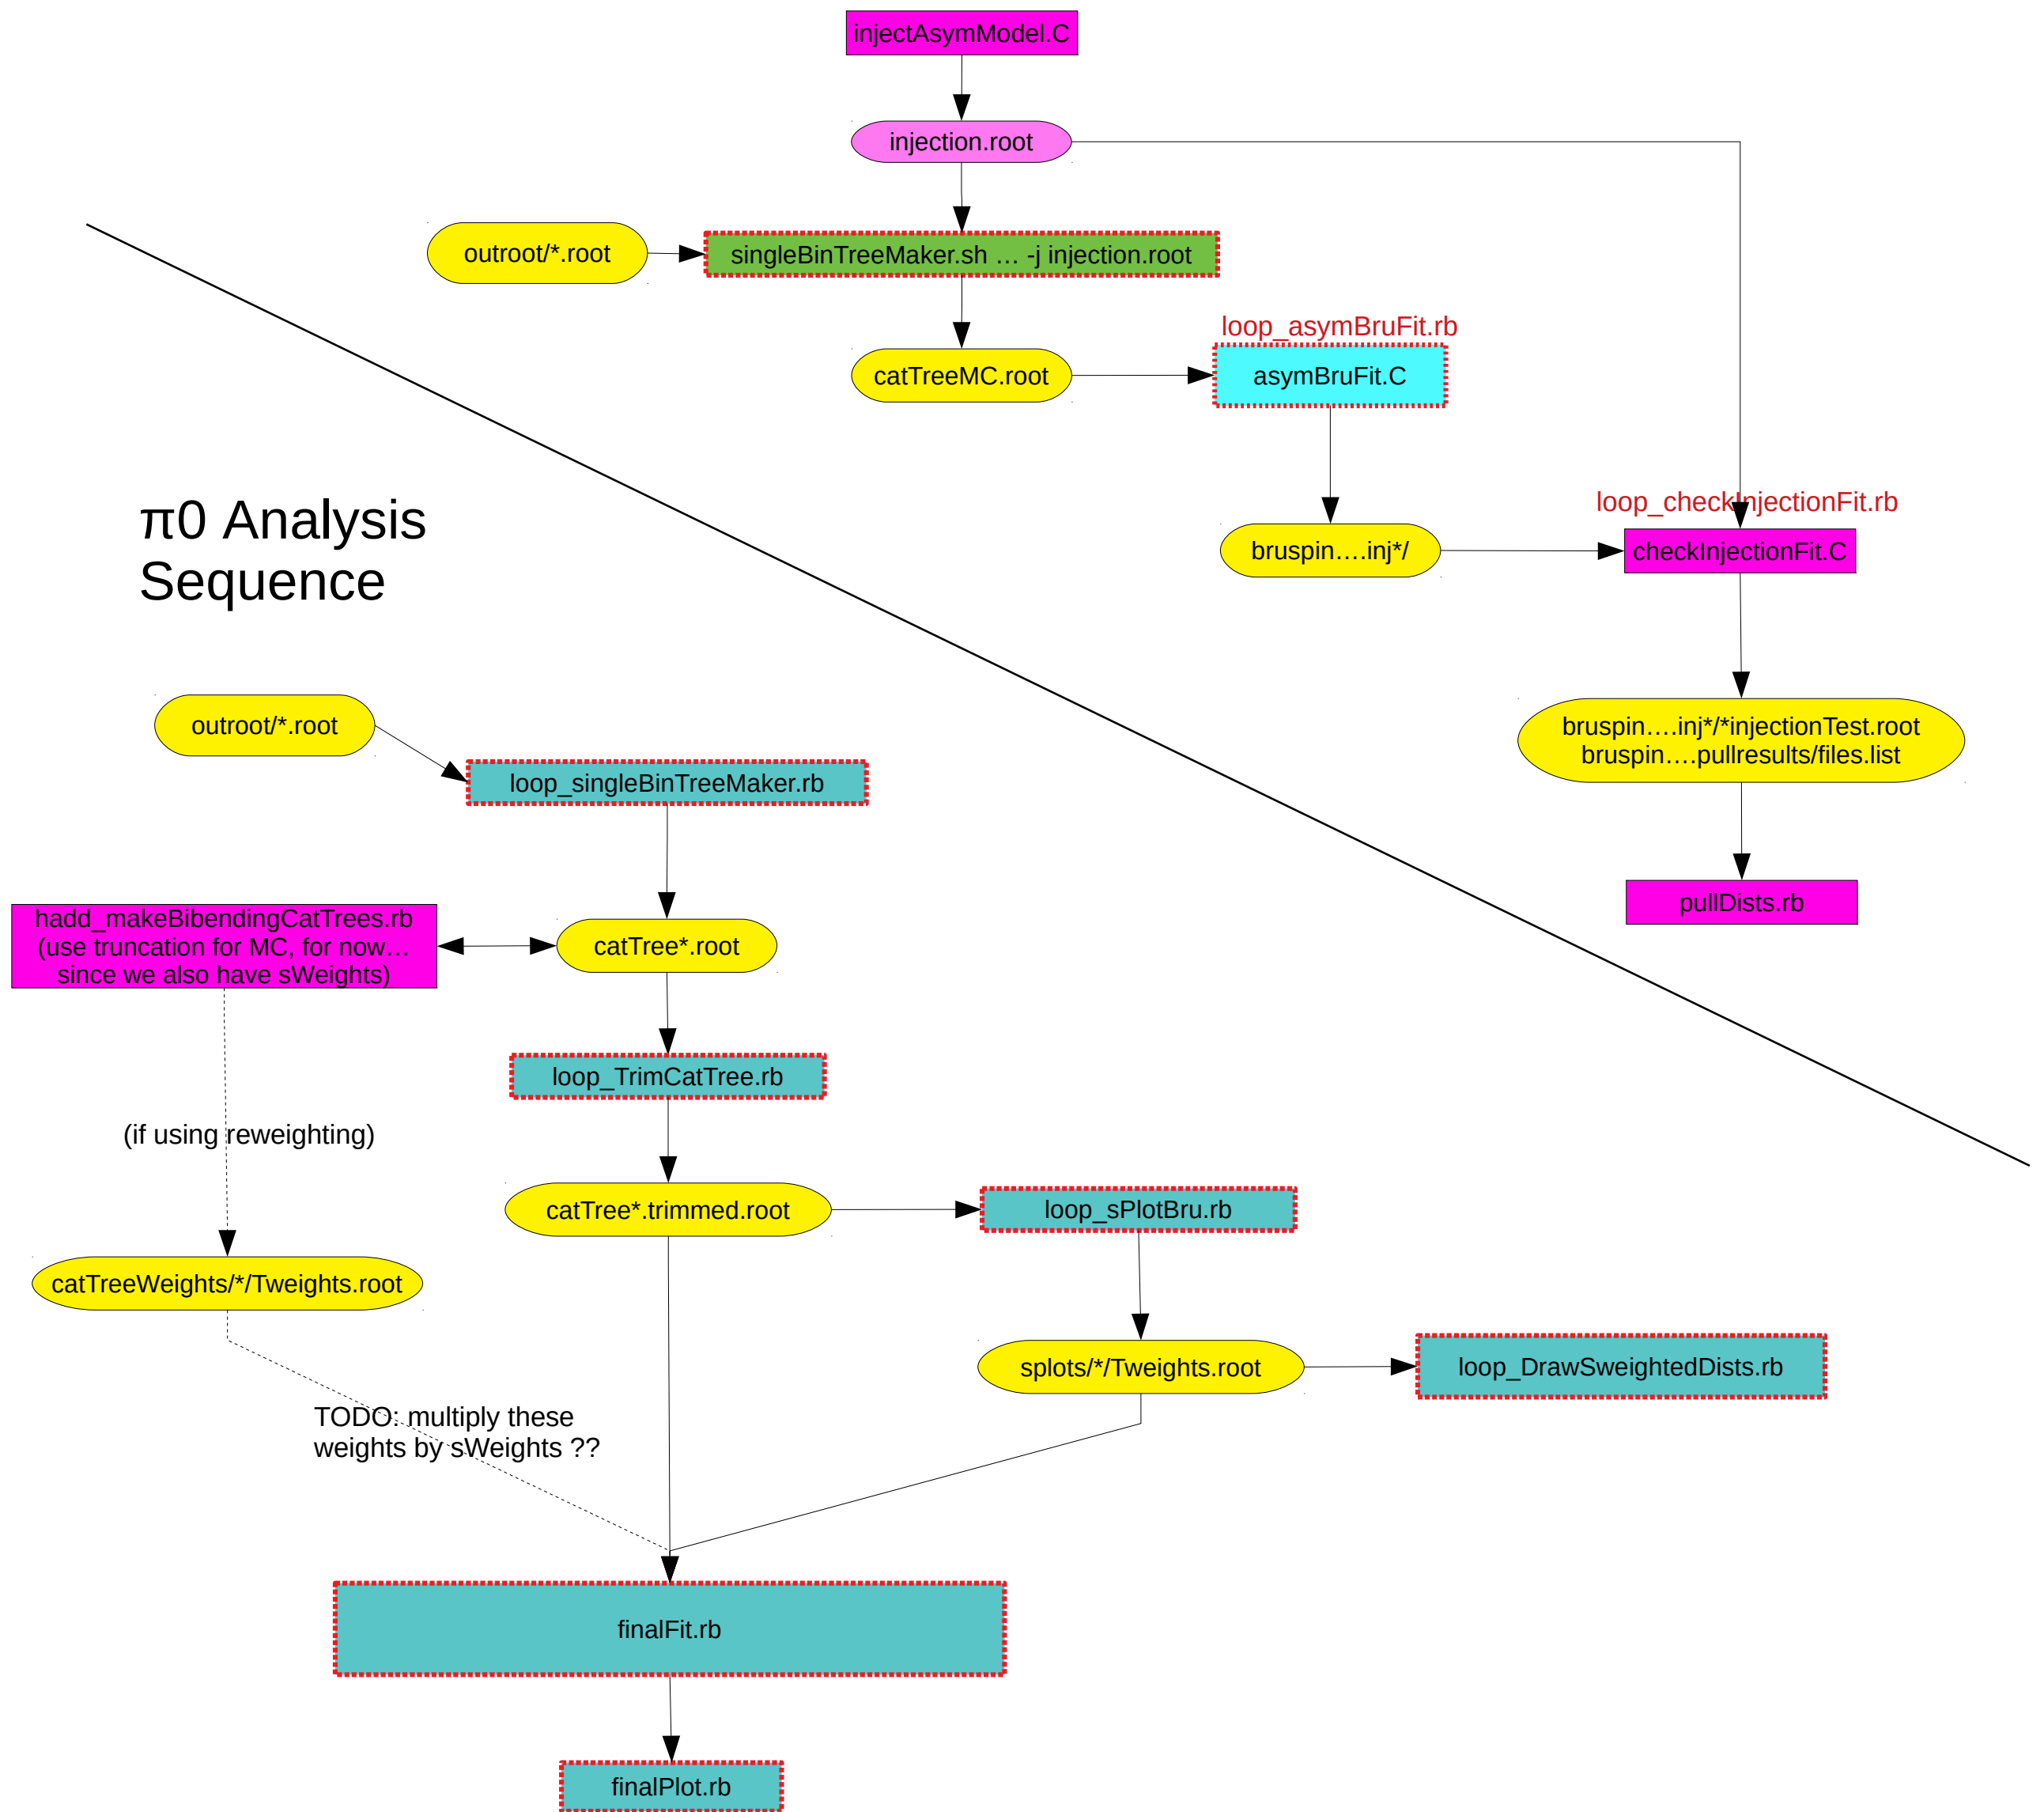 injectAsymModel.C
injection.root
outroot/*.root
singleBinTreeMaker.sh … -j injection.root
loop_asymBruFit.rb
catTreeMC.root
asymBruFit.C
π0 Analysis
Sequence
loop_checkInjectionFit.rb
bruspin….inj*/
checkInjectionFit.C
outroot/*.root
bruspin….inj*/*injectionTest.root
bruspin….pullresults/files.list
loop_singleBinTreeMaker.rb
pullDists.rb
hadd_makeBibendingCatTrees.rb
(use truncation for MC, for now…
since we also have sWeights)
catTree*.root
loop_TrimCatTree.rb
(if using reweighting)
catTree*.trimmed.root
loop_sPlotBru.rb
catTreeWeights/*/Tweights.root
splots/*/Tweights.root
loop_DrawSweightedDists.rb
TODO: multiply these
weights by sWeights ??
finalFit.rb
finalPlot.rb